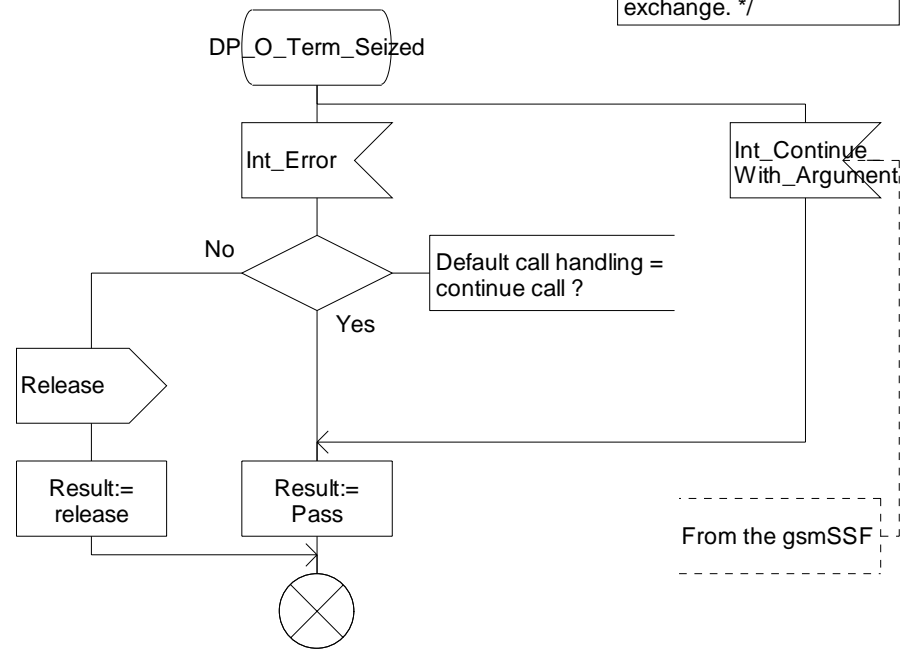 exchange. */
DP_O_Term_Seized
Int_Error
Int_Continue_
With_Argument
No
Default call handling =
continue call ?
Yes
Release
Result:=
release
Result:=
Pass
From the gsmSSF